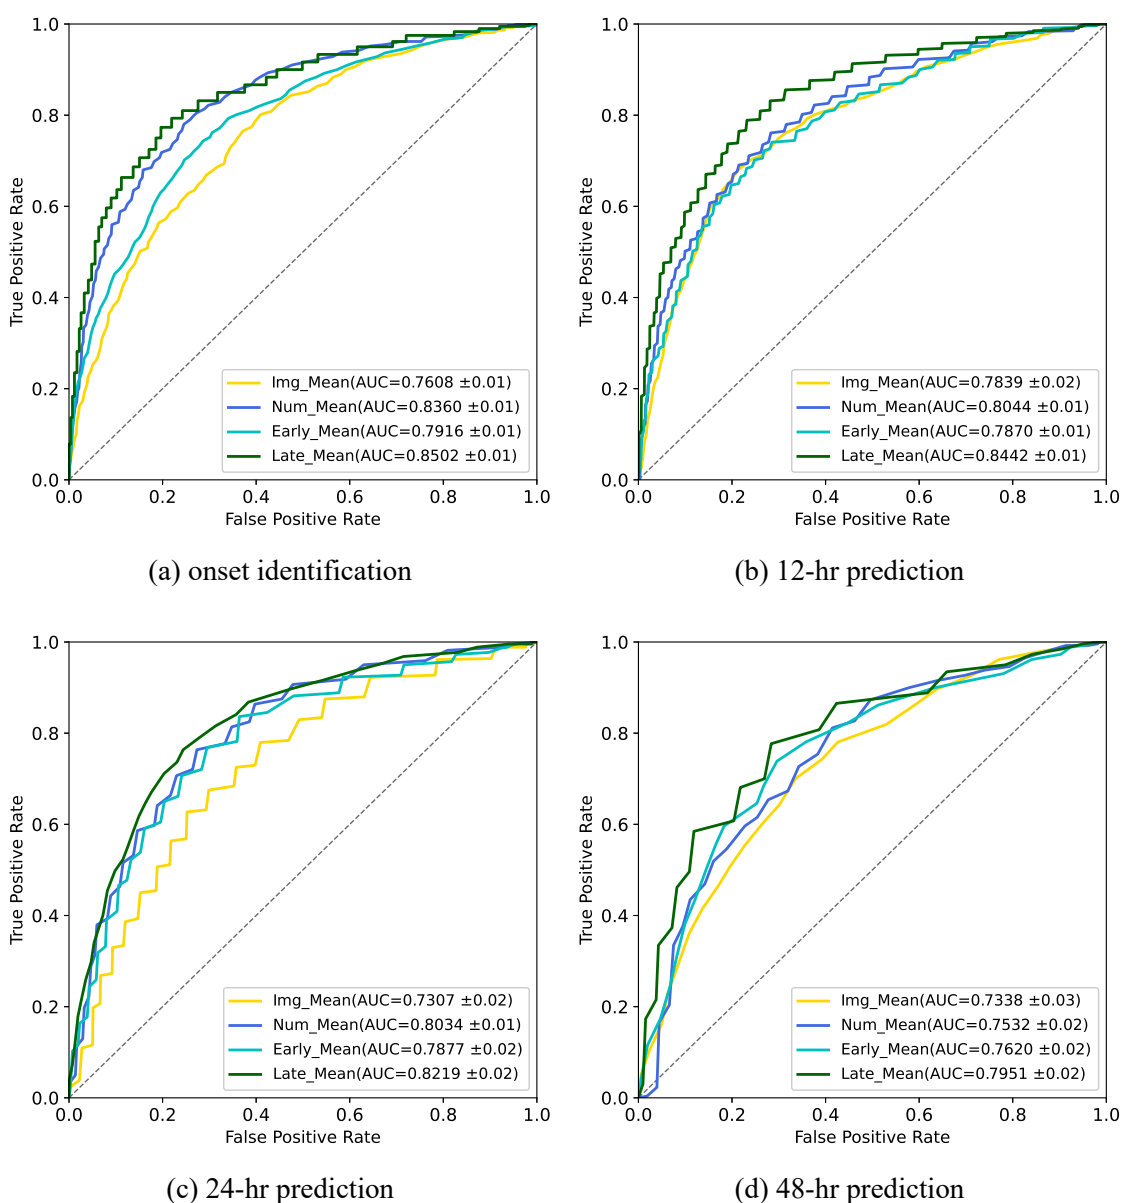 1.0
0.8
0.6
0.4
0.2
0.0
True Positive Rate
Img_Mean(AUC=0.7608 ±0.01)
Num_Mean(AUC=0.8360 ±0.01)
Early_Mean(AUC=0.7916 ±0.01)
Late_Mean(AUC=0.8502 ±0.01)
0.0 0.2 0.4 0.6 0.8 1.0
False Positive Rate
(a) onset identification
1.0
0.8
0.6
0.4
0.2
0.0
True Positive Rate
Img_Mean(AUC=0.7839 ±0.02)
Num_Mean(AUC=0.8044 ±0.01)
Early_Mean(AUC=0.7870 ±0.01)
Late_Mean(AUC=0.8442 ±0.01)
0.0 0.2 0.4 0.6 0.8 1.0
False Positive Rate
(b) 12-hr prediction
1.0
0.8
0.6
0.4
0.2
0.0
True Positive Rate
Img_Mean(AUC=0.7307 ±0.02)
Num_Mean(AUC=0.8034 ±0.01)
Early_Mean(AUC=0.7877 ±0.02)
Late_Mean(AUC=0.8219 ±0.02)
0.0 0.2 0.4 0.6 0.8 1.0
False Positive Rate
(c) 24-hr prediction
1.0
0.8
0.6
0.4
0.2
0.0
True Positive Rate
Img_Mean(AUC=0.7338 ±0.03)
Num_Mean(AUC=0.7532 ±0.02)
Early_Mean(AUC=0.7620 ±0.02)
Late_Mean(AUC=0.7951 ±0.02)
0.0 0.2 0.4 0.6 0.8 1.0
False Positive Rate
(d) 48-hr prediction